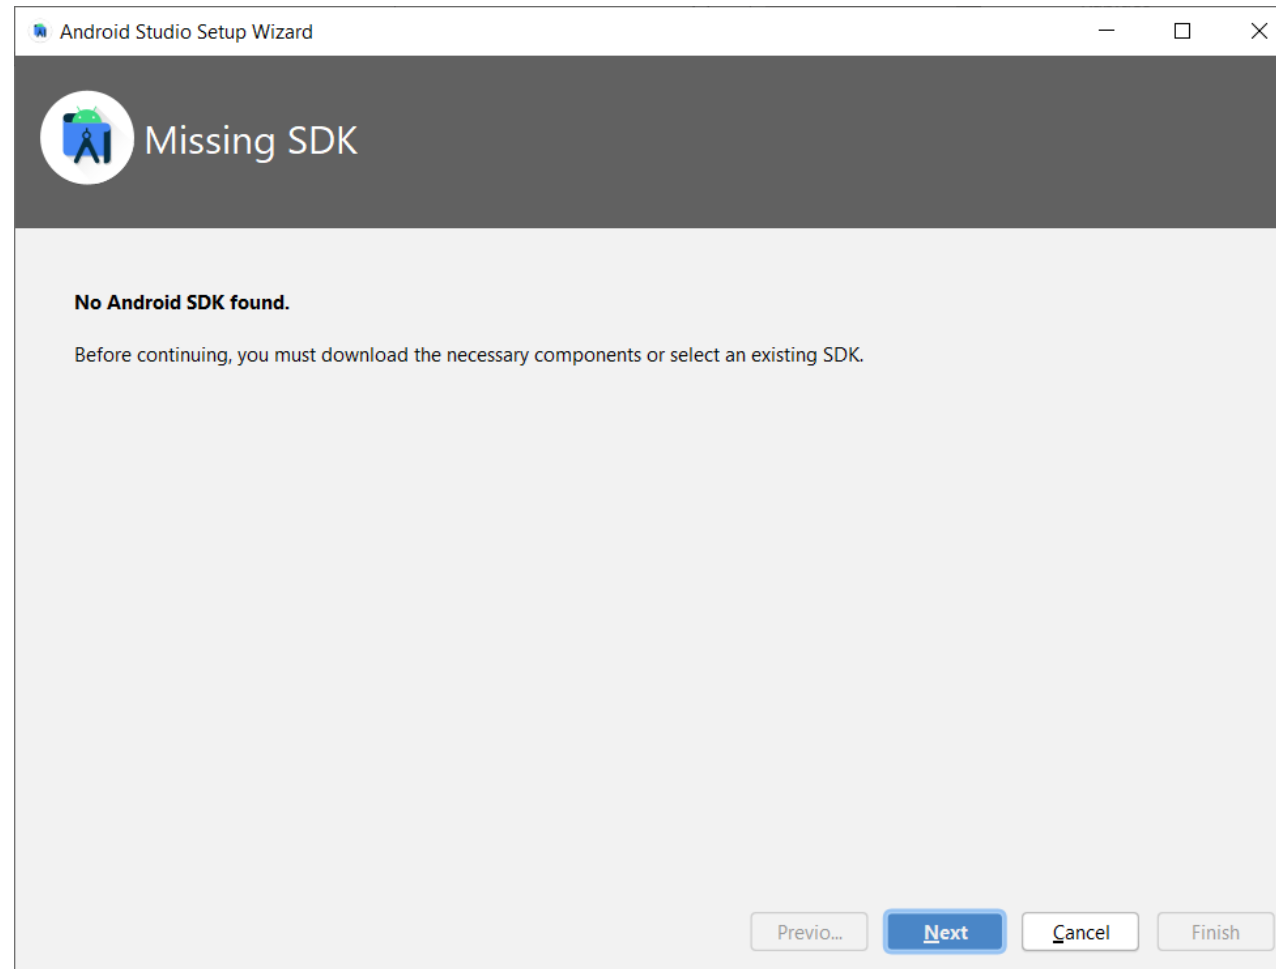 Android Studio Setup Wizard
Missing SDK
No Android SDK found.
Before continuing, you must download the necessary components or select an existing SDK.
Previo... Next Cancel Finish